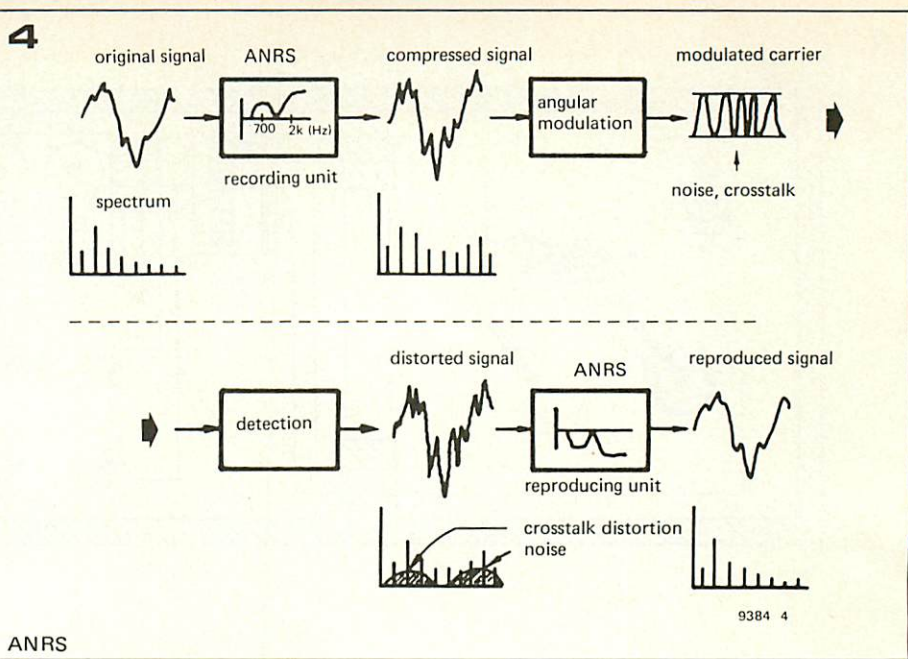 4
original signal
ANRS
compressed signal
modulated carrier
700 2k (Hz)
angular
modulation
recording unit
noise, crosstalk
spectrum
distorted signal
ANRS
reproduced signal
detection
reproducing unit
crosstalk distortion
noise
9384 4
ANRS